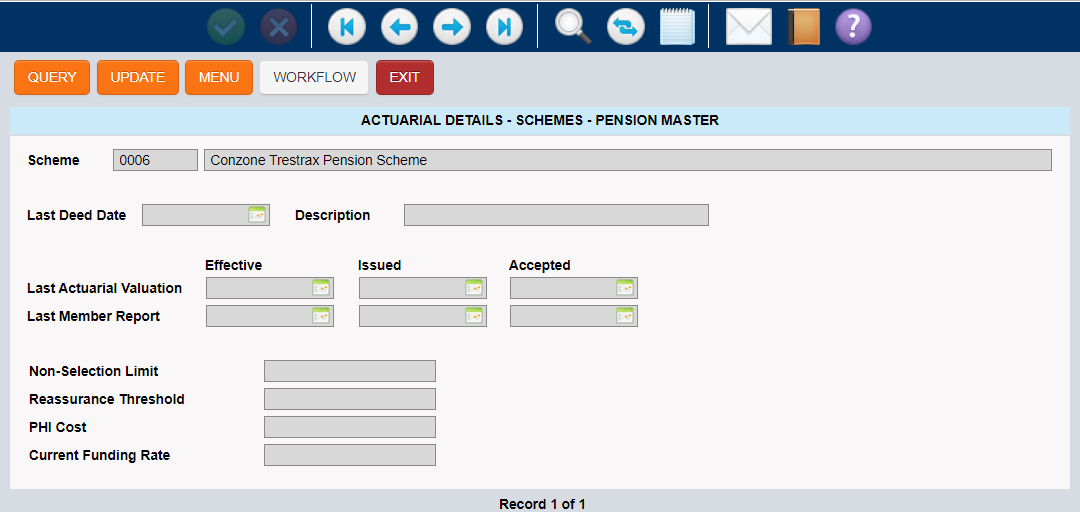 QUERY UPDATE MENU WORKFLOW EXIT
ACTUARIAL DETAILS - SCHEMES - PENSION MASTER
Scheme 0006 Conzone Trestrax Pension Scheme
Last Deed Date Description
Effective Issued Accepted
Last Actuarial Valuation
Last Member Report
Non-Selection Limit
Reassurance Threshold
PHI Cost
Current Funding Rate
Record 1 of 1